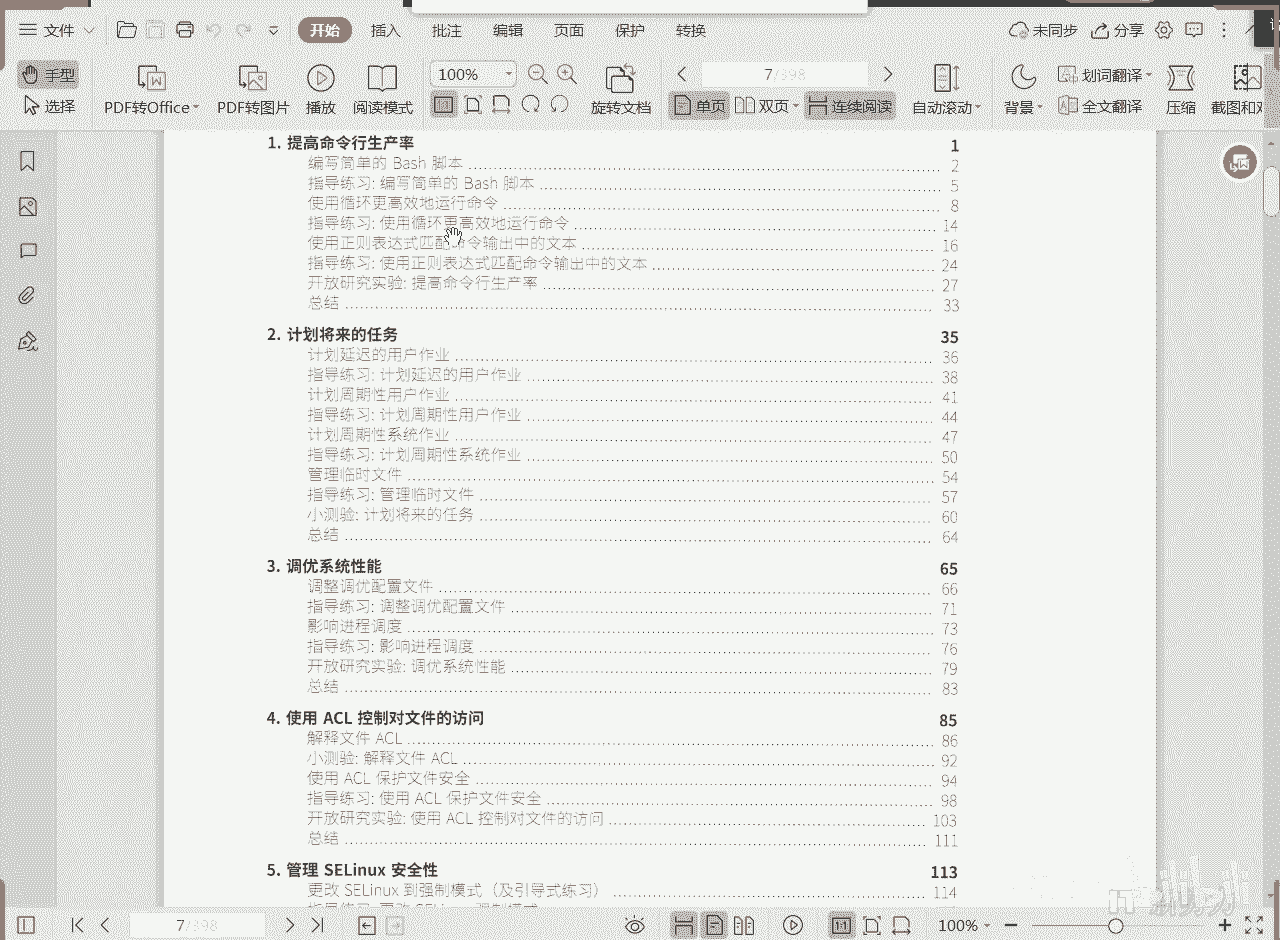 文件 开始 插入 批注 编辑 页面 保护 转换 未同步 分享
手型 100% 7/398 划词翻译
选择 PDF转Office PDF转图片 播放 阅读模式 旋转文档 单页 双页 连续阅读 自动滚动 背景 全文翻译 压缩 截图和对
1. 提高命令行生产率 1
编写简单的 Bash 脚本 2
指导练习: 编写简单的 Bash 脚本 5
使用循环更高效地运行命令 8
指导练习: 使用循环更高效地运行命令 14
使用正则表达式匹配命令输出中的文本 16
指导练习: 使用正则表达式匹配命令输出中的文本 24
开放研究实验: 提高命令行生产率 27
总结 33
2. 计划将来的任务 35
计划延迟的用户作业 36
指导练习: 计划延迟的用户作业 38
计划周期性用户作业 41
指导练习: 计划周期性用户作业 44
计划周期性系统作业 47
指导练习: 计划周期性系统作业 50
管理临时文件 54
指导练习: 管理临时文件 57
小测验: 计划将来的任务 60
总结 64
3. 调优系统性能 65
调整调优配置文件 66
指导练习: 调整调优配置文件 71
影响进程调度 73
指导练习: 影响进程调度 76
开放研究实验: 调优系统性能 79
总结 83
4. 使用 ACL 控制对文件的访问 85
解释文件 ACL 86
小测验: 解释文件 ACL 92
使用 ACL 保护文件安全 94
指导练习: 使用 ACL 保护文件安全 98
开放研究实验: 使用 ACL 控制对文件的访问 103
总结 111
5. 管理 SELinux 安全性 113
更改 SELinux 到强制模式（及引导式练习） 114
7/398 100%